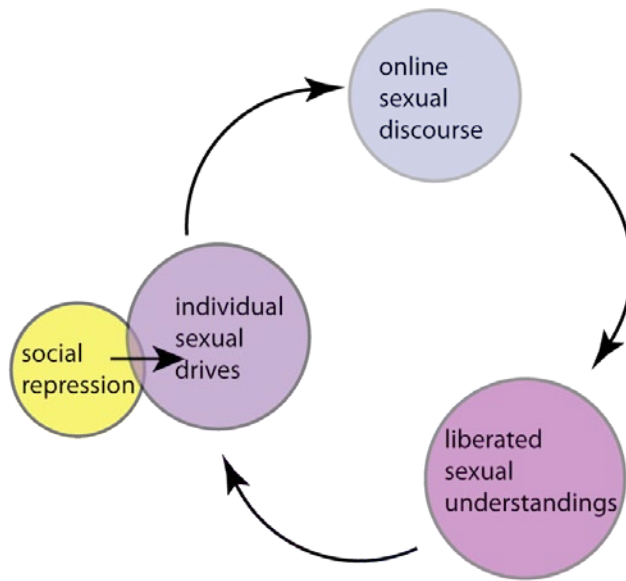 online
sexual
discourse
individual
sexual
drives
social
repression
liberated
sexual
understandings